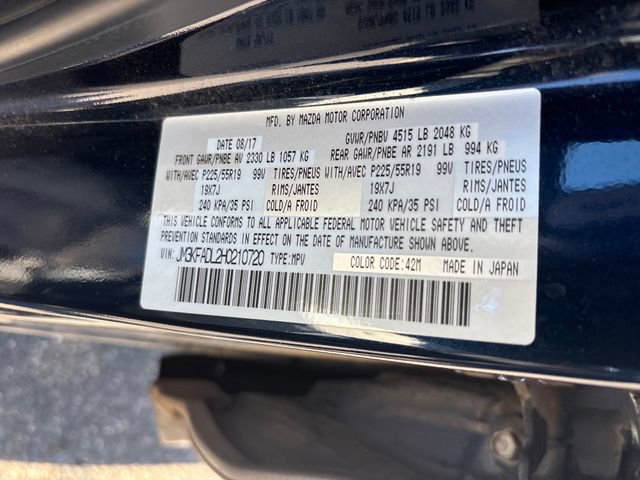 MFD. BY MAZDA MOTOR CORPORATION
DATE 08/17 GVWR/PNBV 4515 LB 2048 KG
FRONT GAWR/PNBE AV 2330 LB 1057 KG REAR GAWR/PNBE AR 2191 LB 994 KG
WITH/AVEC P225/55R19 99V TIRES/PNEUS WITH/AVEC P225/55R19 99V TIRES/PNEUS
19X7J RIMS/JANTES 19X7J RIMS/JANTES
240 KPA/35 PSI COLD/A FROID 240 KPA/35 PSI COLD/A FROID
THIS VEHICLE CONFORMS TO ALL APPLICABLE FEDERAL MOTOR VEHICLE SAFETY AND THEFT
PREVENTION STANDARDS IN EFFECT ON THE DATE OF MANUFACTURE SHOWN ABOVE.
VIN: JM3KFADL2H0210720 TYPE:MPV COLOR CODE:42M MADE IN JAPAN